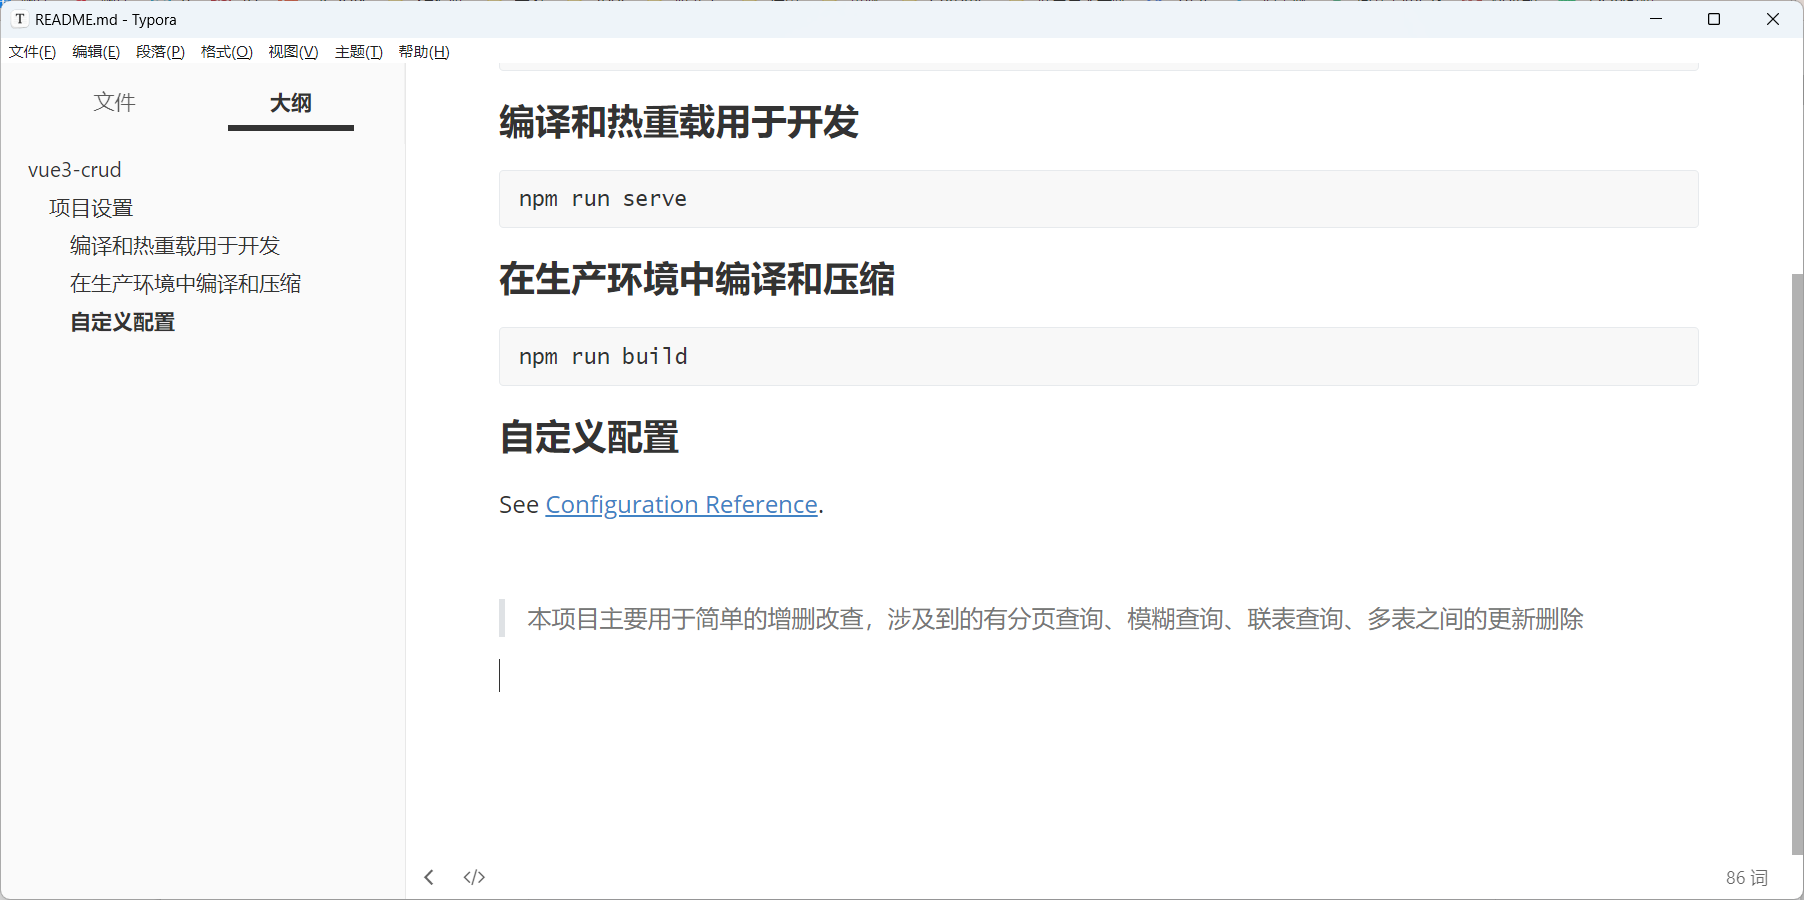 README.md - Typora
文件(F) 编辑(E) 段落(P) 格式(O) 视图(V) 主题(T) 帮助(H)
文件 大纲
vue3-crud
项目设置
编译和热重载用于开发
在生产环境中编译和压缩
自定义配置
编译和热重载用于开发
npm run serve
在生产环境中编译和压缩
npm run build
自定义配置
See Configuration Reference.
本项目主要用于简单的增删改查，涉及到的有分页查询、模糊查询、联表查询、多表之间的更新删除
86 词